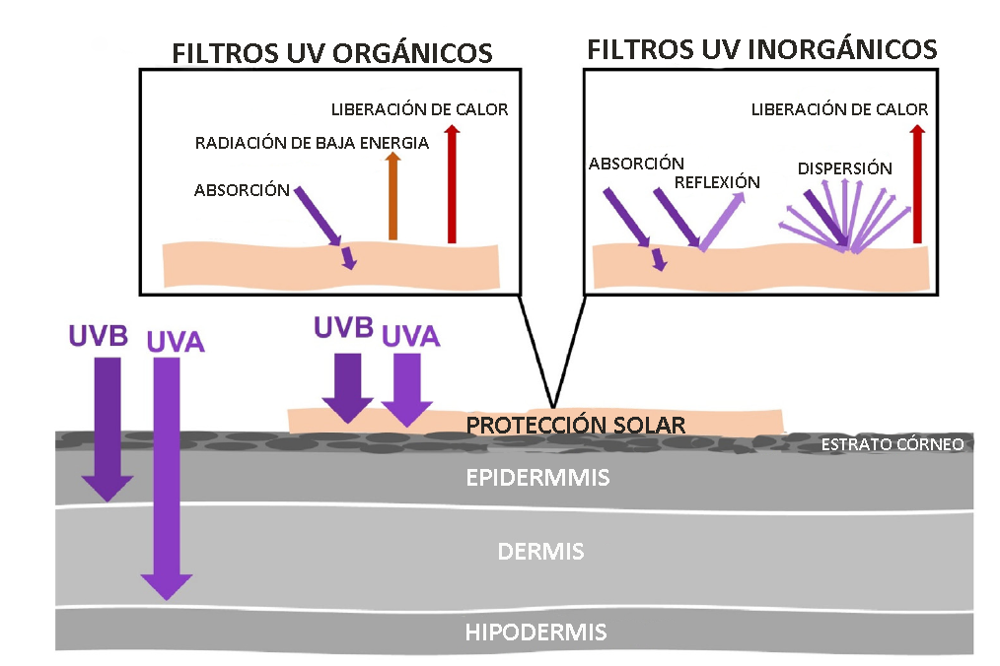 FILTROS UV ORGÁNICOS
LIBERACIÓN DE CALOR
RADIACIÓN DE BAJA ENERGIA
ABSORCIÓN
FILTROS UV INORGÁNICOS
LIBERACIÓN DE CALOR
ABSORCIÓN
REFLEXIÓN
DISPERSIÓN
UVB
UVA
UVB
UVA
PROTECCIÓN SOLAR
ESTRATO CÓRNEO
EPIDERMMIS
DERMIS
HIPODERMIS